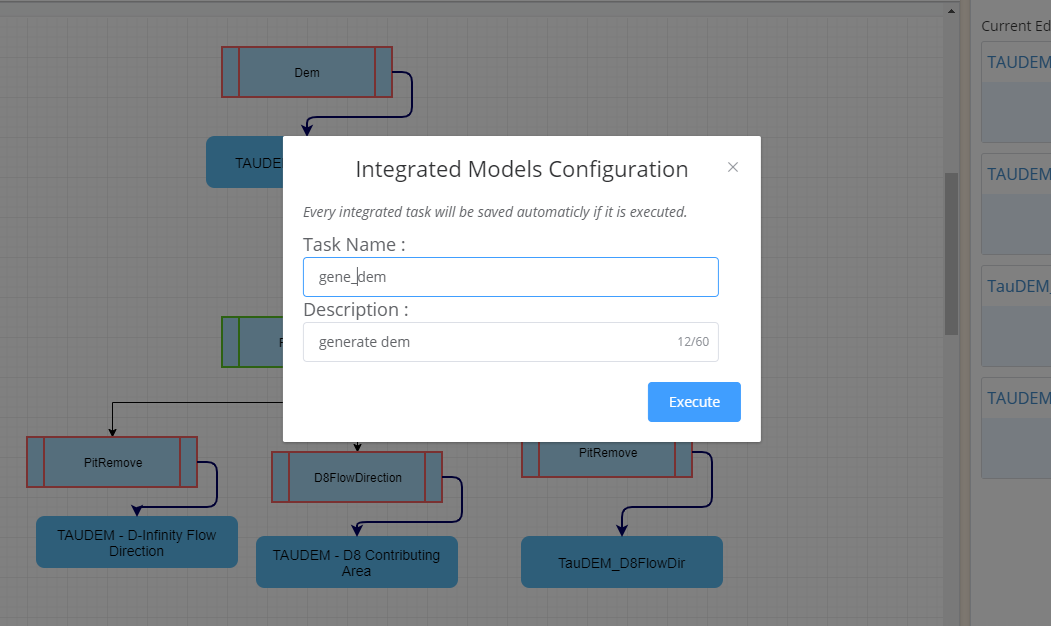 Current Ed
Dem
TAUDEM
TAUDE
Integrated Models Configuration
Every integrated task will be saved automaticly if it is executed.
TAUDEM
Task Name :
gene_dem
TauDEM_
Description :
generate dem
12/60
Execute
TAUDEM
PitRemove
D8FlowDirection
PitRemove
TAUDEM - D-Infinity Flow
Direction
TAUDEM - D8 Contributing
Area
TauDEM_D8FlowDir